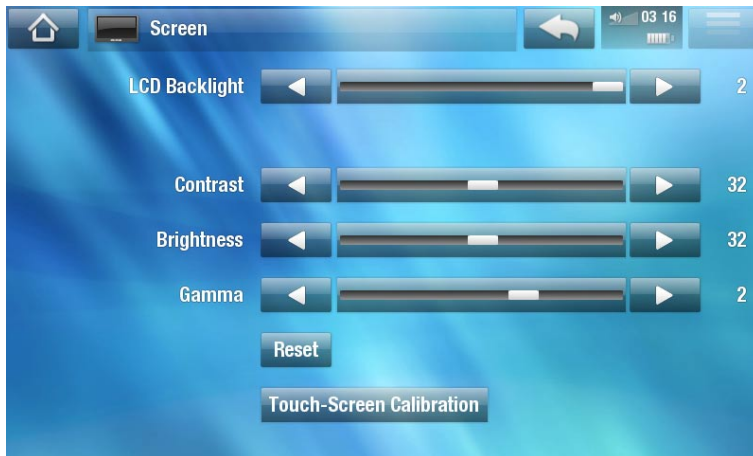 Screen
03 16
LCD Backlight 2
Contrast 32
Brightness 32
Gamma 2
Reset
Touch-Screen Calibration